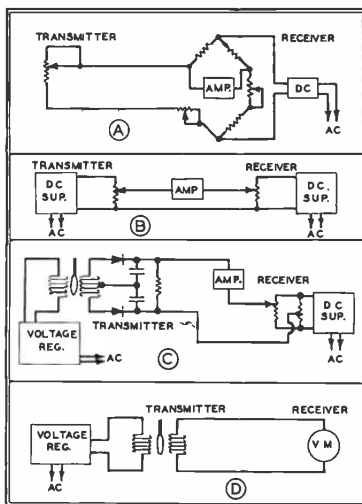 TRANSMITTER
RECEIVER
AMP.
DC
AC
A
TRANSMITTER
RECEIVER
DC
SUP.
AMP
DC.
SUP.
AC
AC
B
AMP.
RECEIVER
DC
SUP.
TRANSMITTER
VOLTAGE
REG.
AC
AC
C
TRANSMITTER
RECEIVER
VOLTAGE
REG.
V M
AC
D